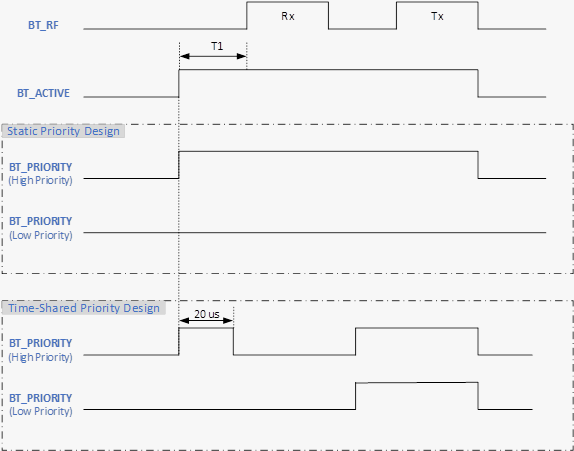 BT_RF
Rx
Tx
T1
BT_ACTIVE
Static Priority Design
BT_PRIORITY
(High Priority)
BT_PRIORITY
(Low Priority)
Time-Shared Priority Design
20 us
BT_PRIORITY
(High Priority)
BT_PRIORITY
(Low Priority)